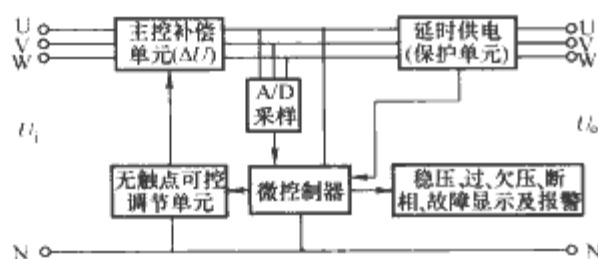 U
V
W
主控补偿
单元(ΔU)
延时供电
(保护单元)
U
V
W
A/D
采样
Ui
Uo
无触点可控
调节单元
微控制器
稳压、过、欠压、断
相、故障显示及报警
N
N